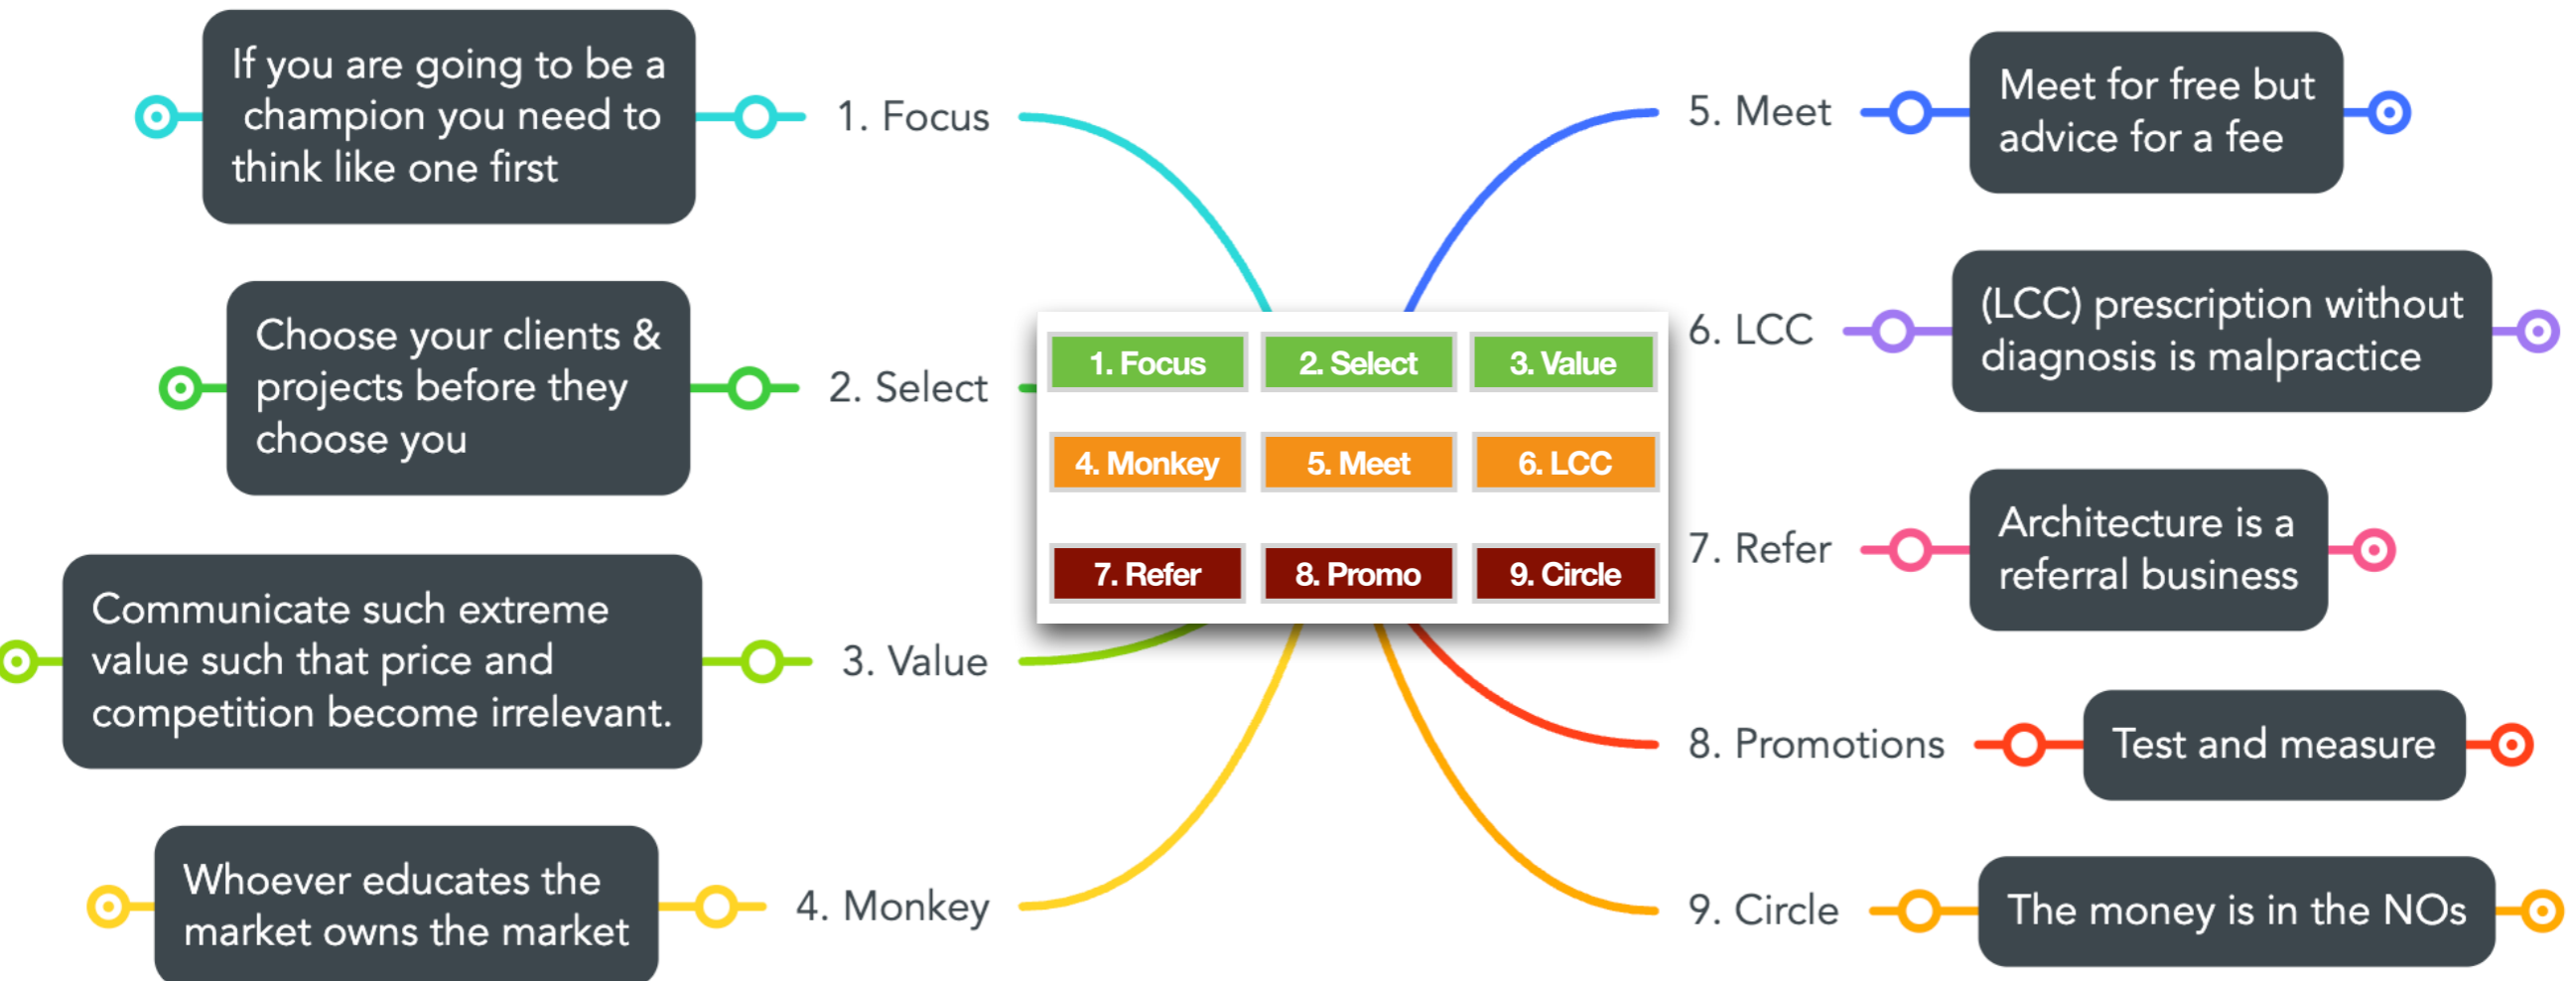 If you are going to be a
champion you need to
think like one first
1. Focus
Choose your clients &
projects before they
choose you
2. Select
Communicate such extreme
value such that price and
competition become irrelevant.
3. Value
Whoever educates the
market owns the market
4. Monkey
1. Focus
2. Select
3. Value
4. Monkey
5. Meet
6. LCC
7. Refer
8. Promo
9. Circle
5. Meet
Meet for free but
advice for a fee
6. LCC
(LCC) prescription without
diagnosis is malpractice
7. Refer
Architecture is a
referral business
8. Promotions
Test and measure
9. Circle
The money is in the NOs